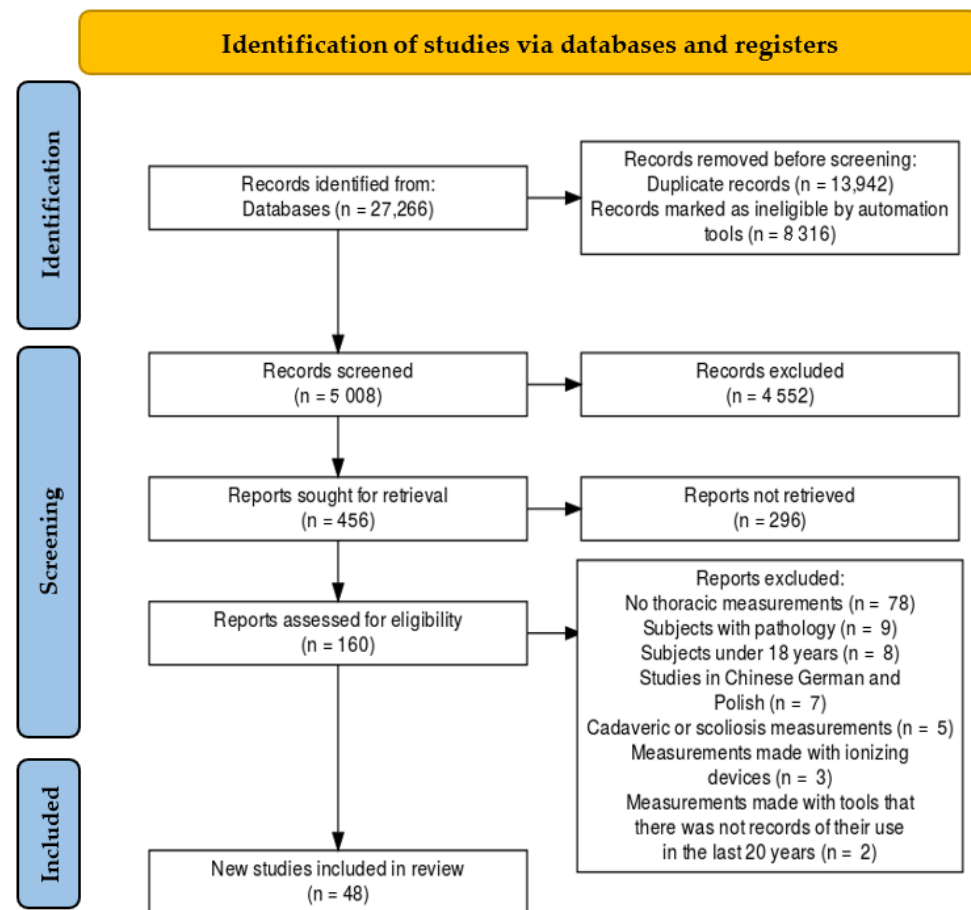 Identification of studies via databases and registers
Identification
Records identified from:
Databases (n = 27,266)
Records removed before screening:
Duplicate records (n = 13,942)
Records marked as ineligible by automation
tools (n = 8 316)
Screening
Records screened
(n = 5 008)
Records excluded
(n = 4 552)
Reports sought for retrieval
(n = 456)
Reports not retrieved
(n = 296)
Reports assessed for eligibility
(n = 160)
Reports excluded:
No thoracic measurements (n = 78)
Subjects with pathology (n = 9)
Subjects under 18 years (n = 8)
Studies in Chinese German and
Polish (n = 7)
Cadaveric or scoliosis measurements (n = 5)
Measurements made with ionizing
devices (n = 3)
Measurements made with tools that
there was not records of their use
in the last 20 years (n = 2)
Included
New studies included in review
(n = 48)